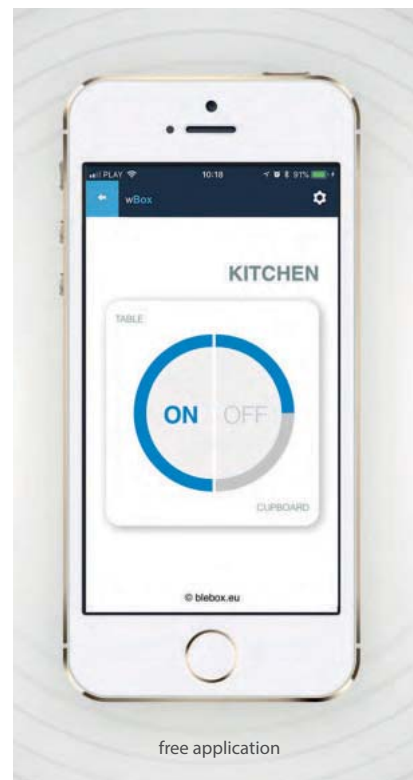 PLAY 10:18 91%
wBox
KITCHEN
TABLE
ON OFF
CUPBOARD
© blebox.eu
free application